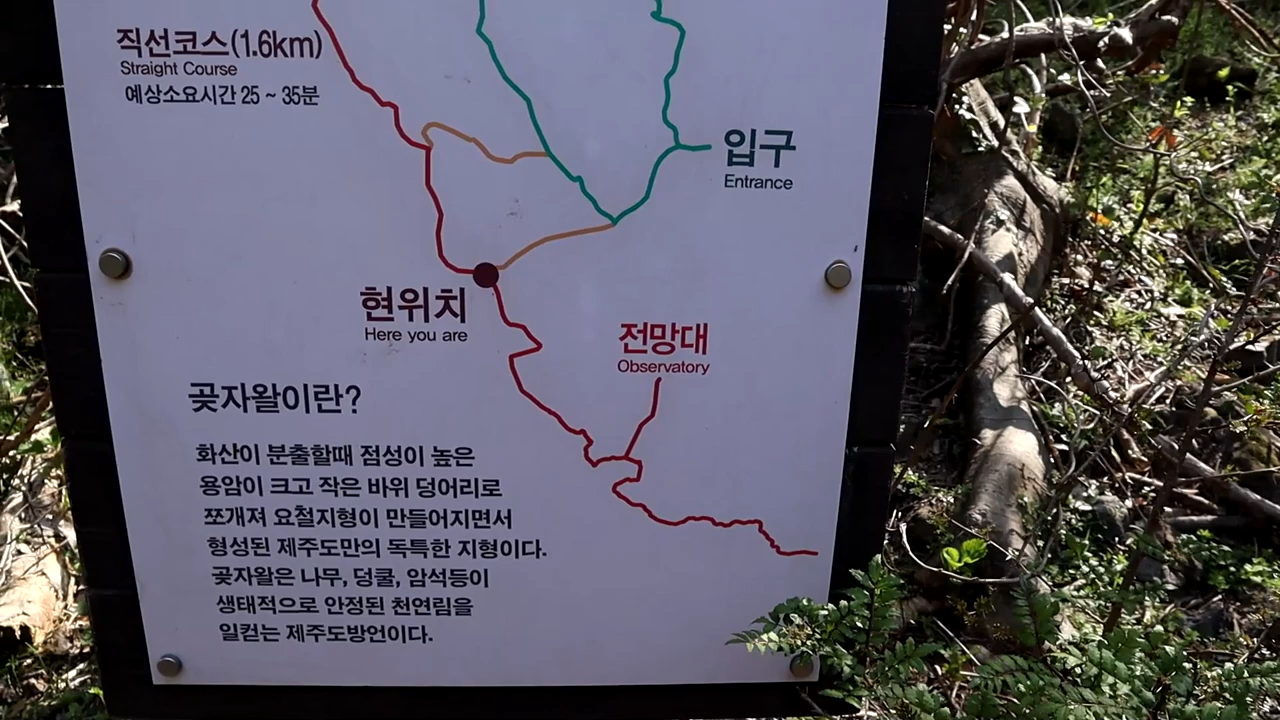 직선코스(1.6km)
Straight Course
예상소요시간 25 ~ 35분
입구
Entrance
현위치
Here you are
전망대
Observatory
곶자왈이란?
화산이 분출할때 점성이 높은
용암이 크고 작은 바위 덩어리로
쪼개져 요철지형이 만들어지면서
형성된 제주도만의 독특한 지형이다.
곶자왈은 나무, 덩쿨, 암석등이
생태적으로 안정된 천연림을
일컫는 제주도방언이다.